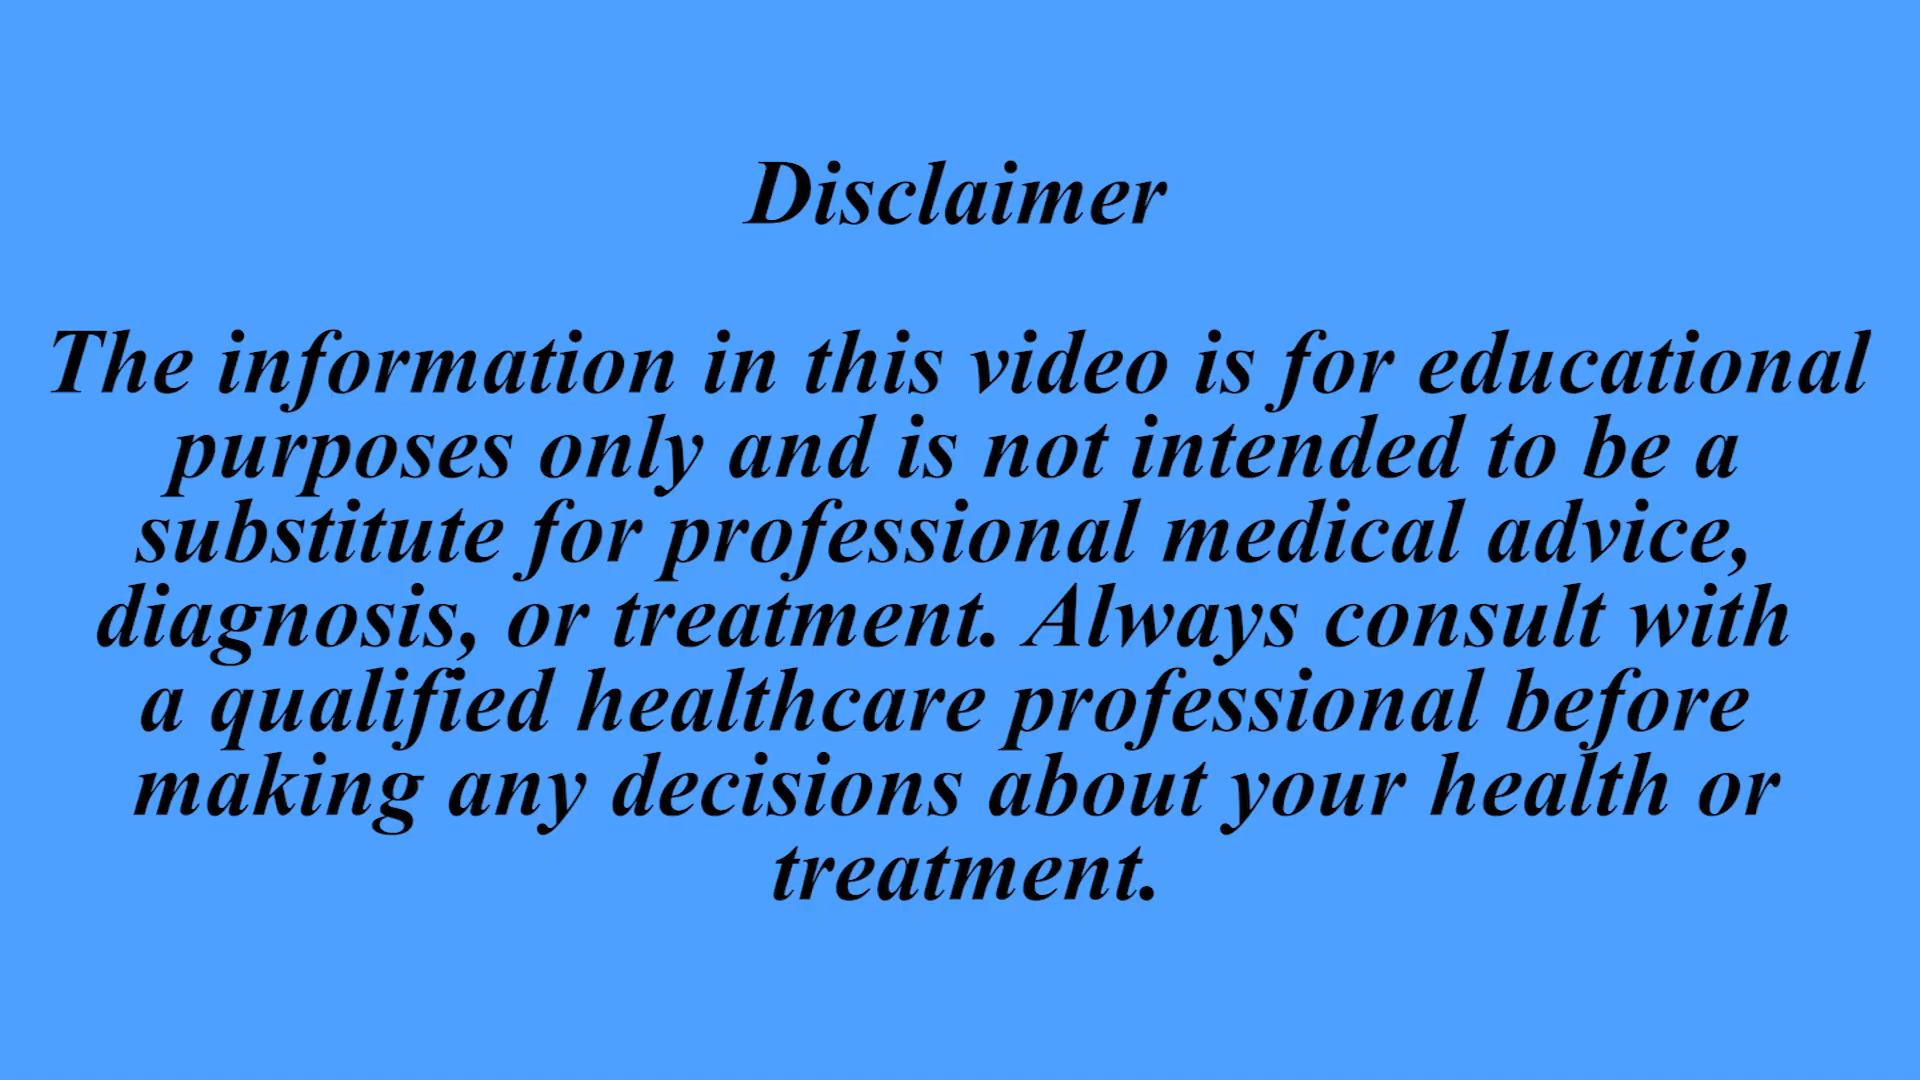 Disclaimer
The information in this video is for educational
purposes only and is not intended to be a
substitute for professional medical advice,
diagnosis, or treatment. Always consult with
a qualified healthcare professional before
making any decisions about your health or
treatment.